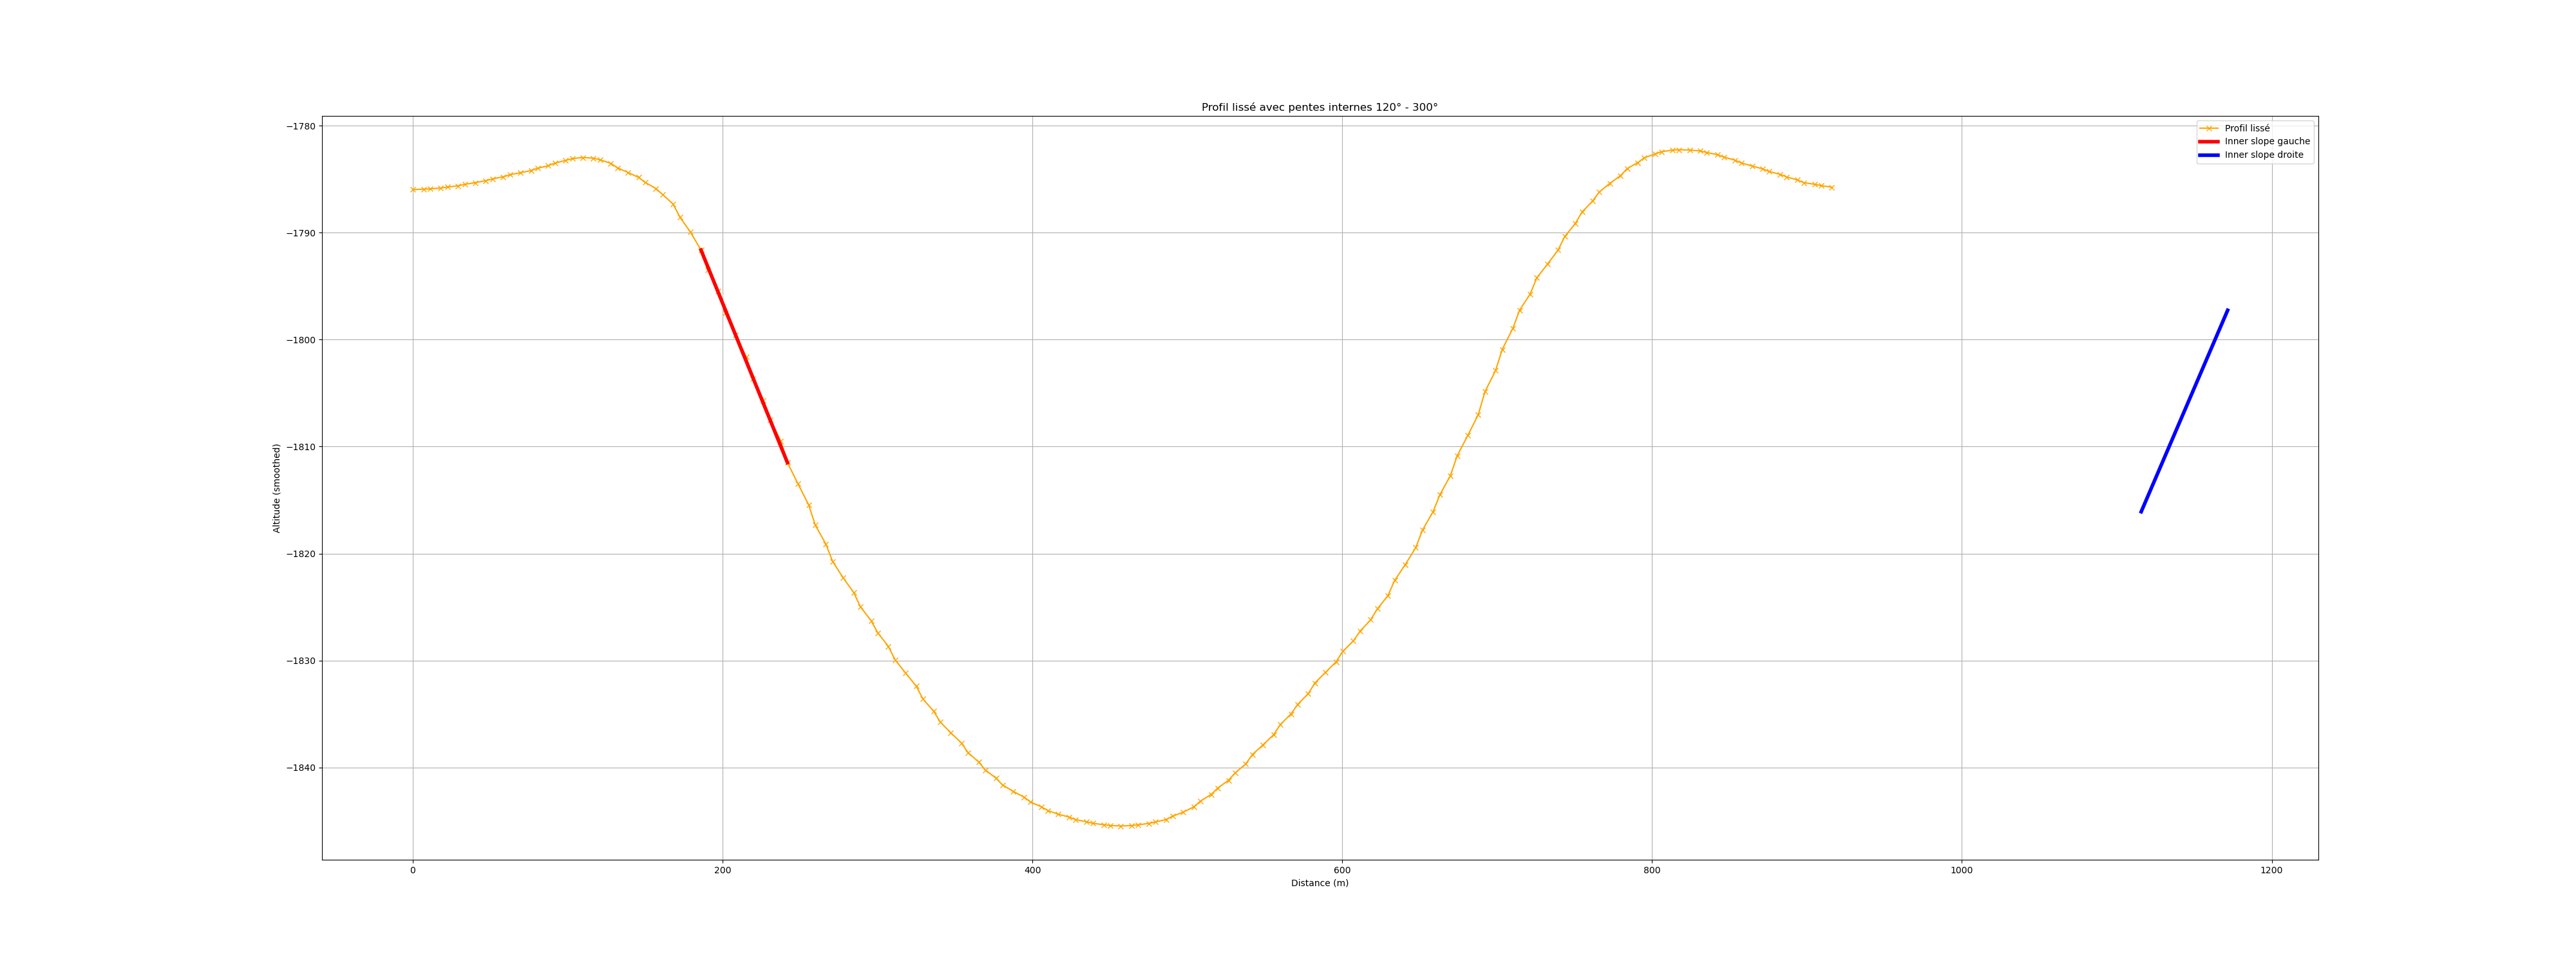 Profil lissé avec pentes internes 120° - 300°
Profil lissé
Inner slope gauche
Inner slope droite
Altitude (smoothed)
−1780
−1790
−1800
−1810
−1820
−1830
−1840
0
200
400
600
800
1000
1200
Distance (m)